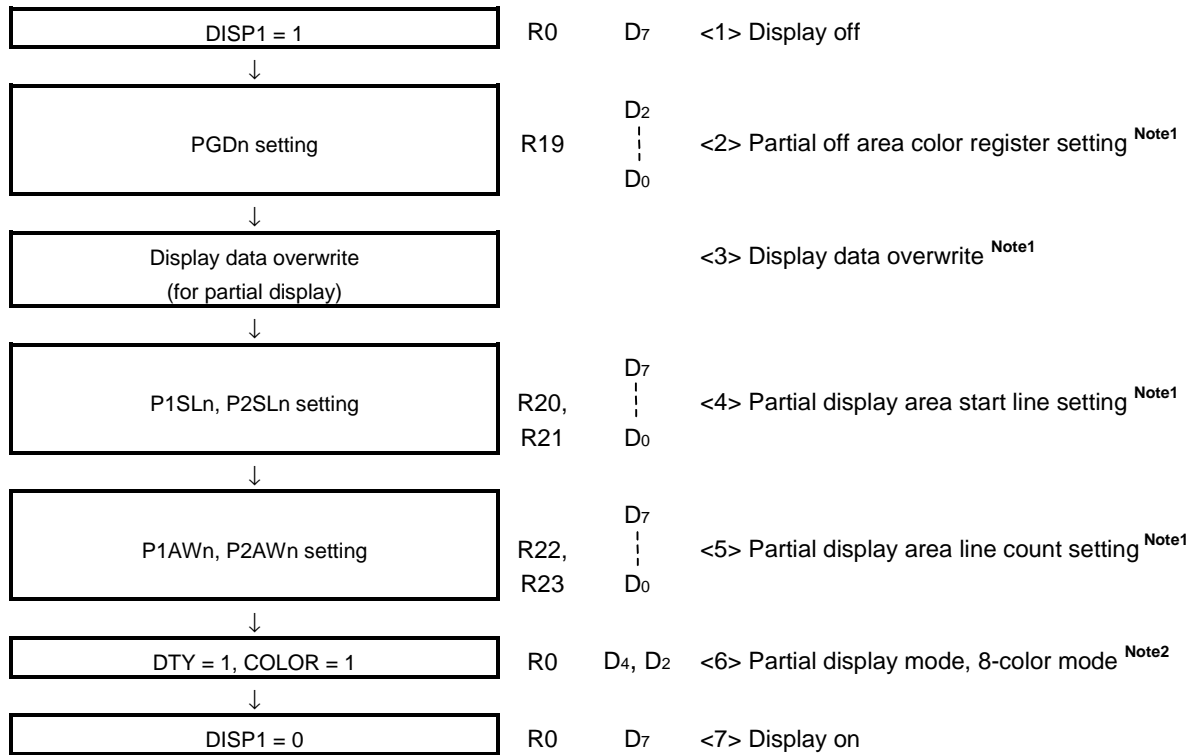 DISP1 = 1 R0 D7 <1> Display off
↓
D2
PGDn setting R19 <2> Partial off area color register setting Note1
D0
↓
Display data overwrite <3> Display data overwrite Note1
(for partial display)
↓
D7
P1SLn, P2SLn setting R20, <4> Partial display area start line setting Note1
R21 D0
↓
D7
P1AWn, P2AWn setting R22, <5> Partial display area line count setting Note1
R23 D0
↓
DTY = 1, COLOR = 1 R0 D4, D2 <6> Partial display mode, 8-color mode Note2
↓
DISP1 = 0 R0 D7 <7> Display on